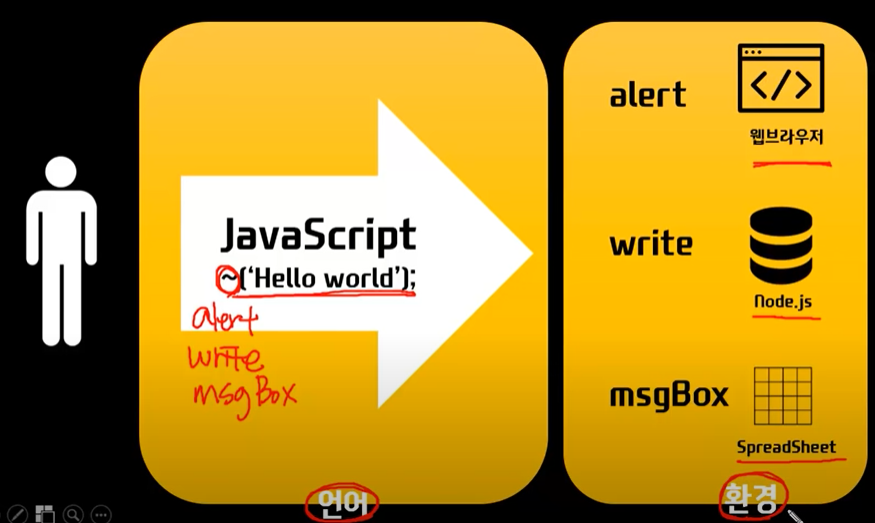 JavaScript
~('Hello world');
alert
write
msgBox
언어
alert
웹브라우저
write
Node.js
msgBox
SpreadSheet
환경